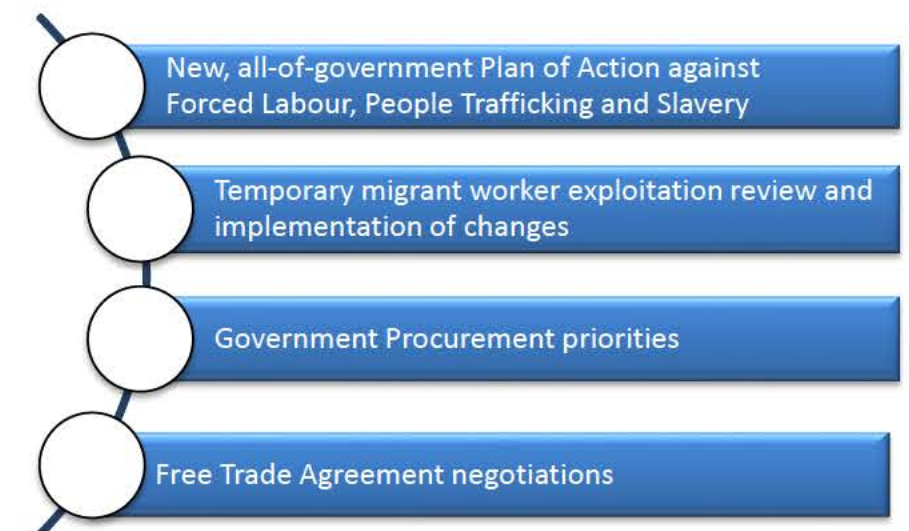 New, all-of-government Plan of Action against
Forced Labour, People Trafficking and Slavery
Temporary migrant worker exploitation review and
implementation of changes
Government Procurement priorities
Free Trade Agreement negotiations